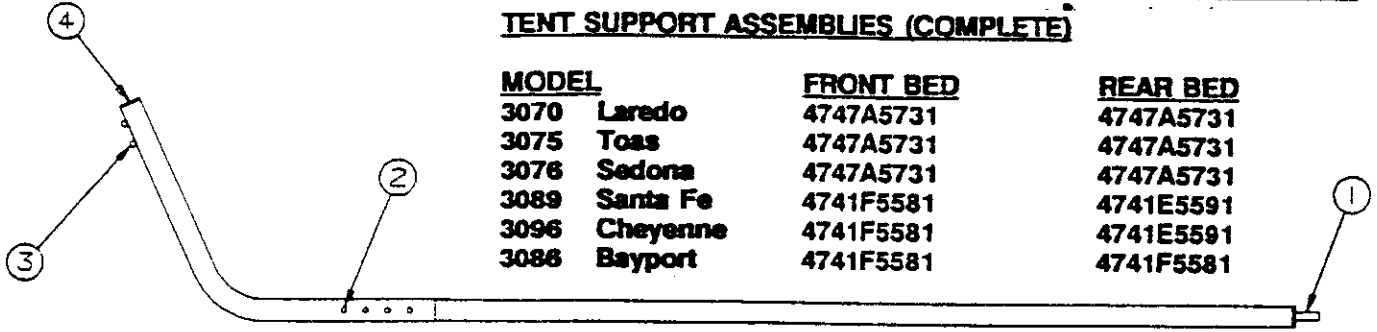 TENT SUPPORT ASSEMBLIES (COMPLETE)
MODEL FRONT BED REAR BED
3070 Laredo 4747A5731 4747A5731
3075 Toas 4747A5731 4747A5731
3076 Sedona 4747A5731 4747A5731
3089 Santa Fe 4741F5581 4741E5591
3096 Cheyenne 4741F5581 4741E5591
3086 Bayport 4741F5581 4741F5581
4
2
1
3